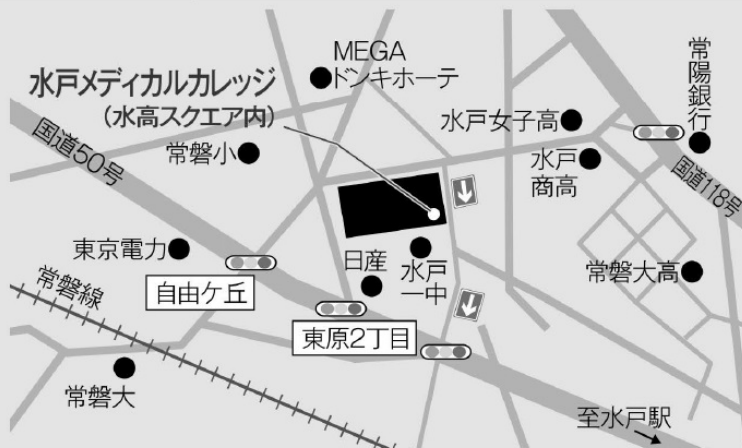 MEGA
ドンキホーテ
水戸メディカルカレッジ
（水高スクエア内）
国道50号
常磐小
水戸女子高
水戸
商高
常陽銀行
国道118号
東京電力
自由ケ丘
日産
水戸
一中
常磐大高
常磐線
東原2丁目
常磐大
至水戸駅